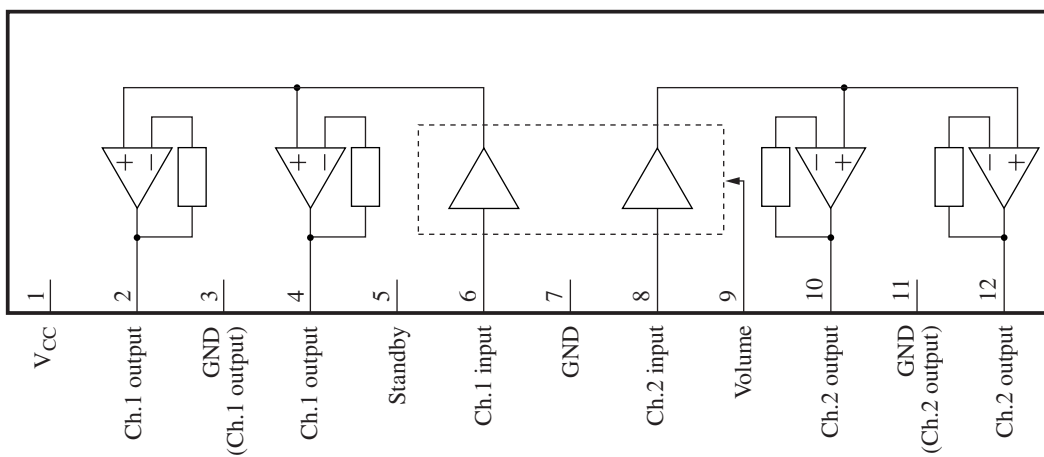 + −
+ −
− +
− +
1
2
3
4
5
6
7
8
9
10
11
12
VCC
Ch.1 output
GND
(Ch.1 output)
Ch.1 output
Standby
Ch.1 input
GND
Ch.2 input
Volume
Ch.2 output
GND
(Ch.2 output)
Ch.2 output